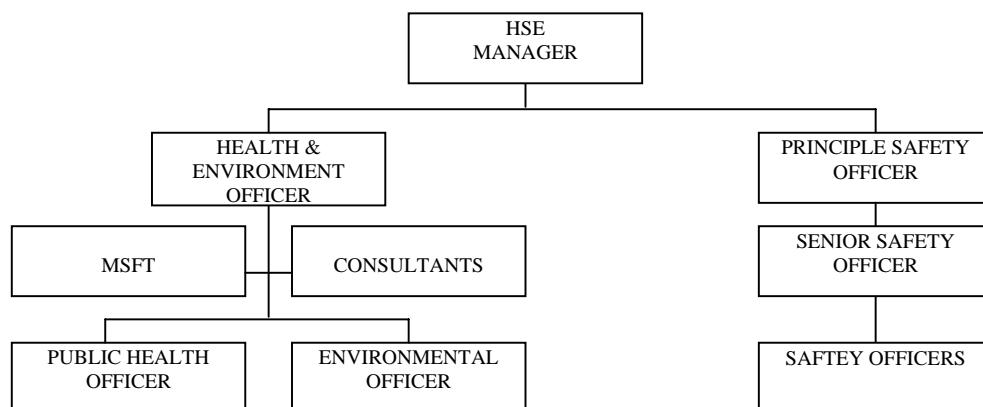 HSE
MANAGER
HEALTH &
ENVIRONMENT
OFFICER
PRINCIPLE SAFETY
OFFICER
MSFT
CONSULTANTS
SENIOR SAFETY
OFFICER
PUBLIC HEALTH
OFFICER
ENVIRONMENTAL
OFFICER
SAFTEY OFFICERS